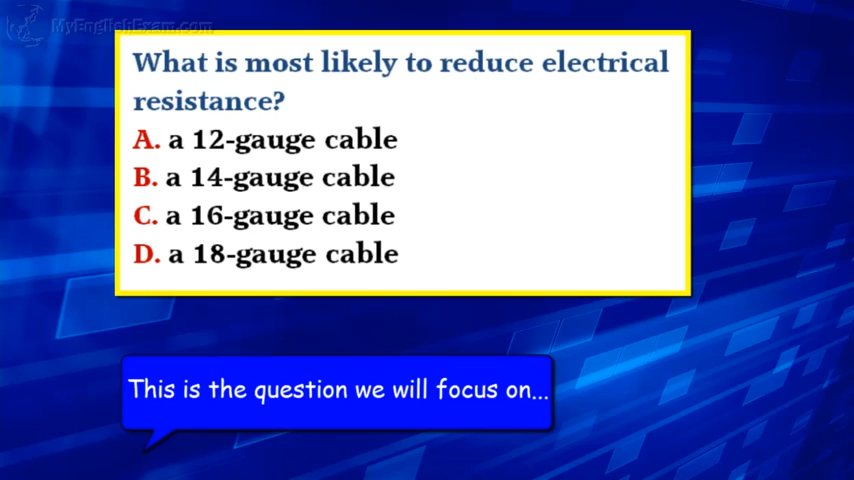 MyEnglishExam.com
What is most likely to reduce electrical
resistance?
A. a 12-gauge cable
B. a 14-gauge cable
C. a 16-gauge cable
D. a 18-gauge cable
This is the question we will focus on...